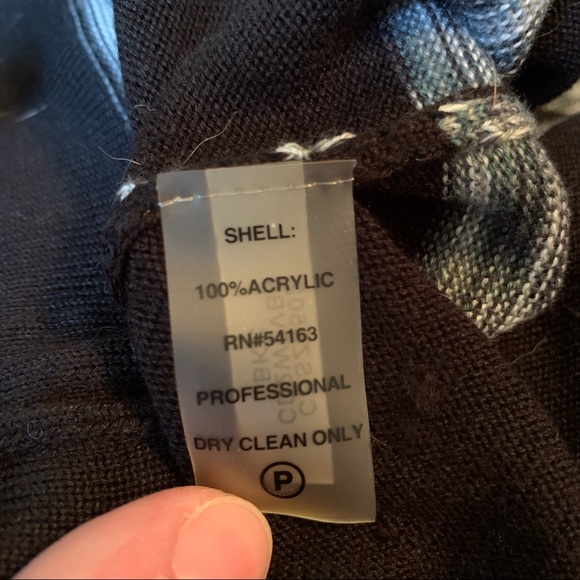 SHELL:
100%ACRYLIC
RN#54163
PROFESSIONAL
DRY CLEAN ONLY
P